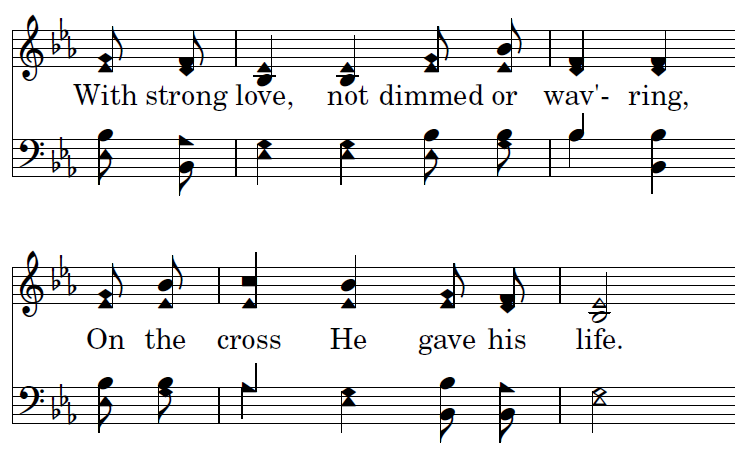 With strong love, not dimmed or wav'- ring,
On the cross He gave his life.